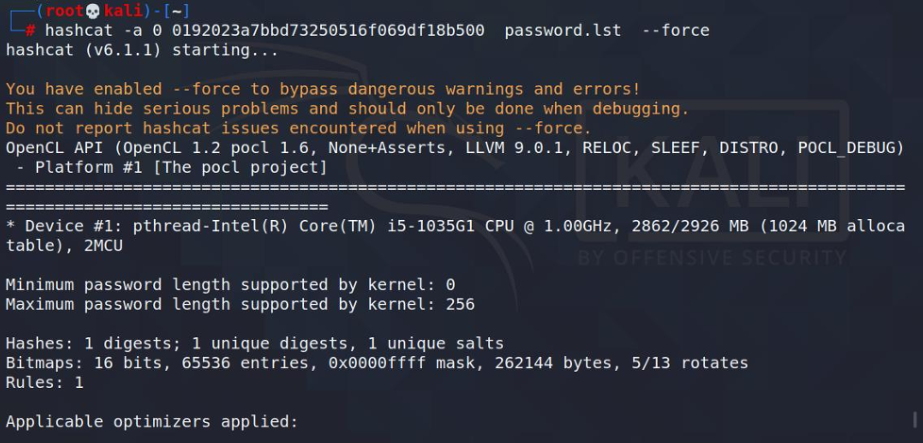 ┌──(root💀kali)-[~]
└─# hashcat -a 0 0192023a7bbd73250516f069df18b500  password.lst  --force
hashcat (v6.1.1) starting...
You have enabled --force to bypass dangerous warnings and errors!
This can hide serious problems and should only be done when debugging.
Do not report hashcat issues encountered when using --force.
OpenCL API (OpenCL 1.2 pocl 1.6, None+Asserts, LLVM 9.0.1, RELOC, SLEEF, DISTRO, POCL_DEBUG)
 - Platform #1 [The pocl project]
============================================================================================
=================================
* Device #1: pthread-Intel(R) Core(TM) i5-1035G1 CPU @ 1.00GHz, 2862/2926 MB (1024 MB alloca
table), 2MCU
Minimum password length supported by kernel: 0
Maximum password length supported by kernel: 256
Hashes: 1 digests; 1 unique digests, 1 unique salts
Bitmaps: 16 bits, 65536 entries, 0x0000ffff mask, 262144 bytes, 5/13 rotates
Rules: 1
Applicable optimizers applied:
KALI
BY OFFENSIVE SECURITY